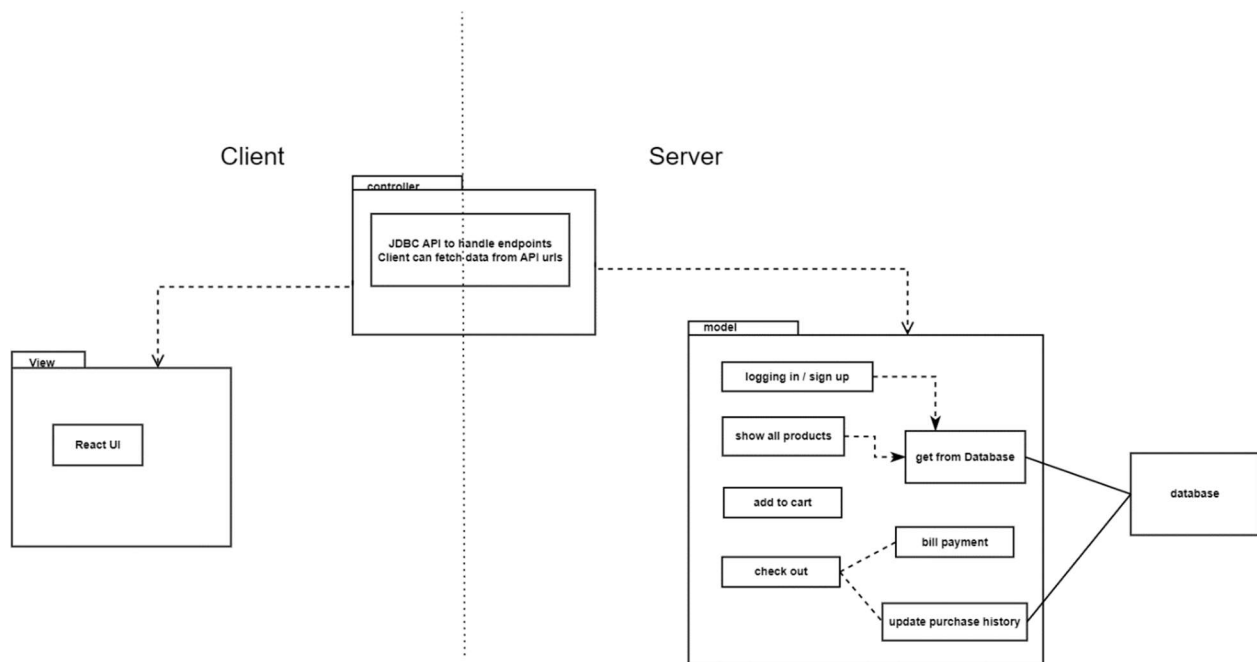 Client
Server
controller
JDBC API to handle endpoints
Client can fetch data from API urls
model
View
logging in / sign up
React UI
show all products
get from Database
database
add to cart
bill payment
check out
update purchase history